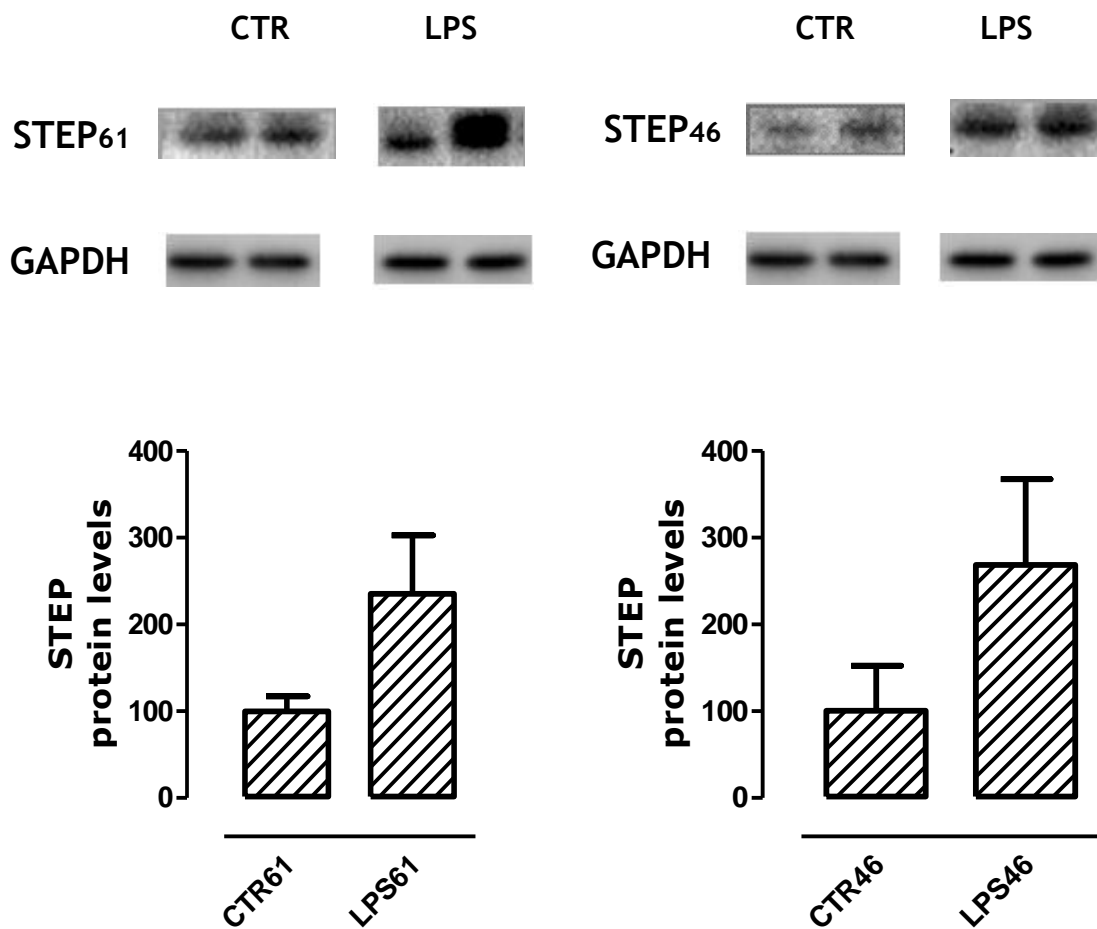 CTR LPS
STEP61
GAPDH
CTR LPS
STEP46
GAPDH
STEP
protein levels
400
300
200
100
0
CTR61
LPS61
STEP
protein levels
400
300
200
100
0
CTR46
LPS46